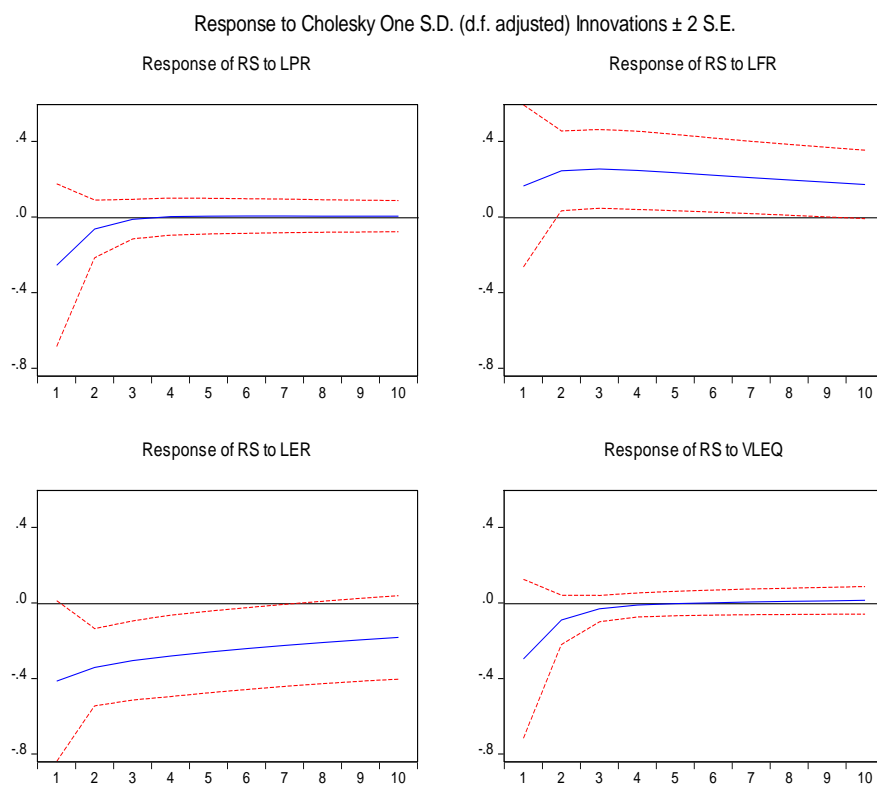 Response to Cholesky One S.D. (d.f. adjusted) Innovations ± 2 S.E.
Response of RS to LPR
.4
.0
-.4
-.8
1 2 3 4 5 6 7 8 9 10
Response of RS to LFR
.4
.0
-.4
-.8
1 2 3 4 5 6 7 8 9 10
Response of RS to LER
.4
.0
-.4
-.8
1 2 3 4 5 6 7 8 9 10
Response of RS to VLEQ
.4
.0
-.4
-.8
1 2 3 4 5 6 7 8 9 10